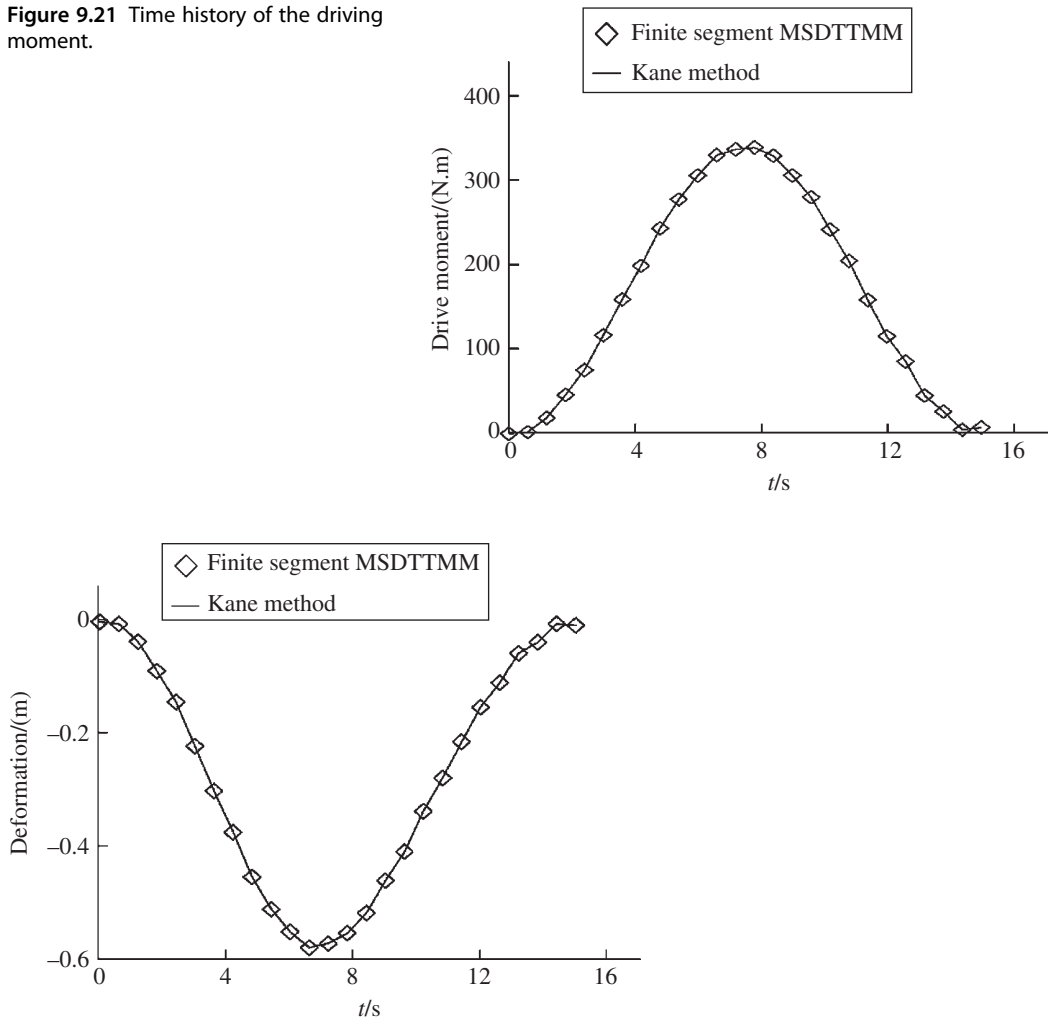 Figure 9.21 Time history of the driving
moment.
Finite segment MSDTTMM
Kane method
400
300
200
100
0
Drive moment/(N.m)
0 4 8 12 16
t/s
Finite segment MSDTTMM
Kane method
0
–0.2
–0.4
–0.6
Deformation/(m)
0 4 8 12 16
t/s